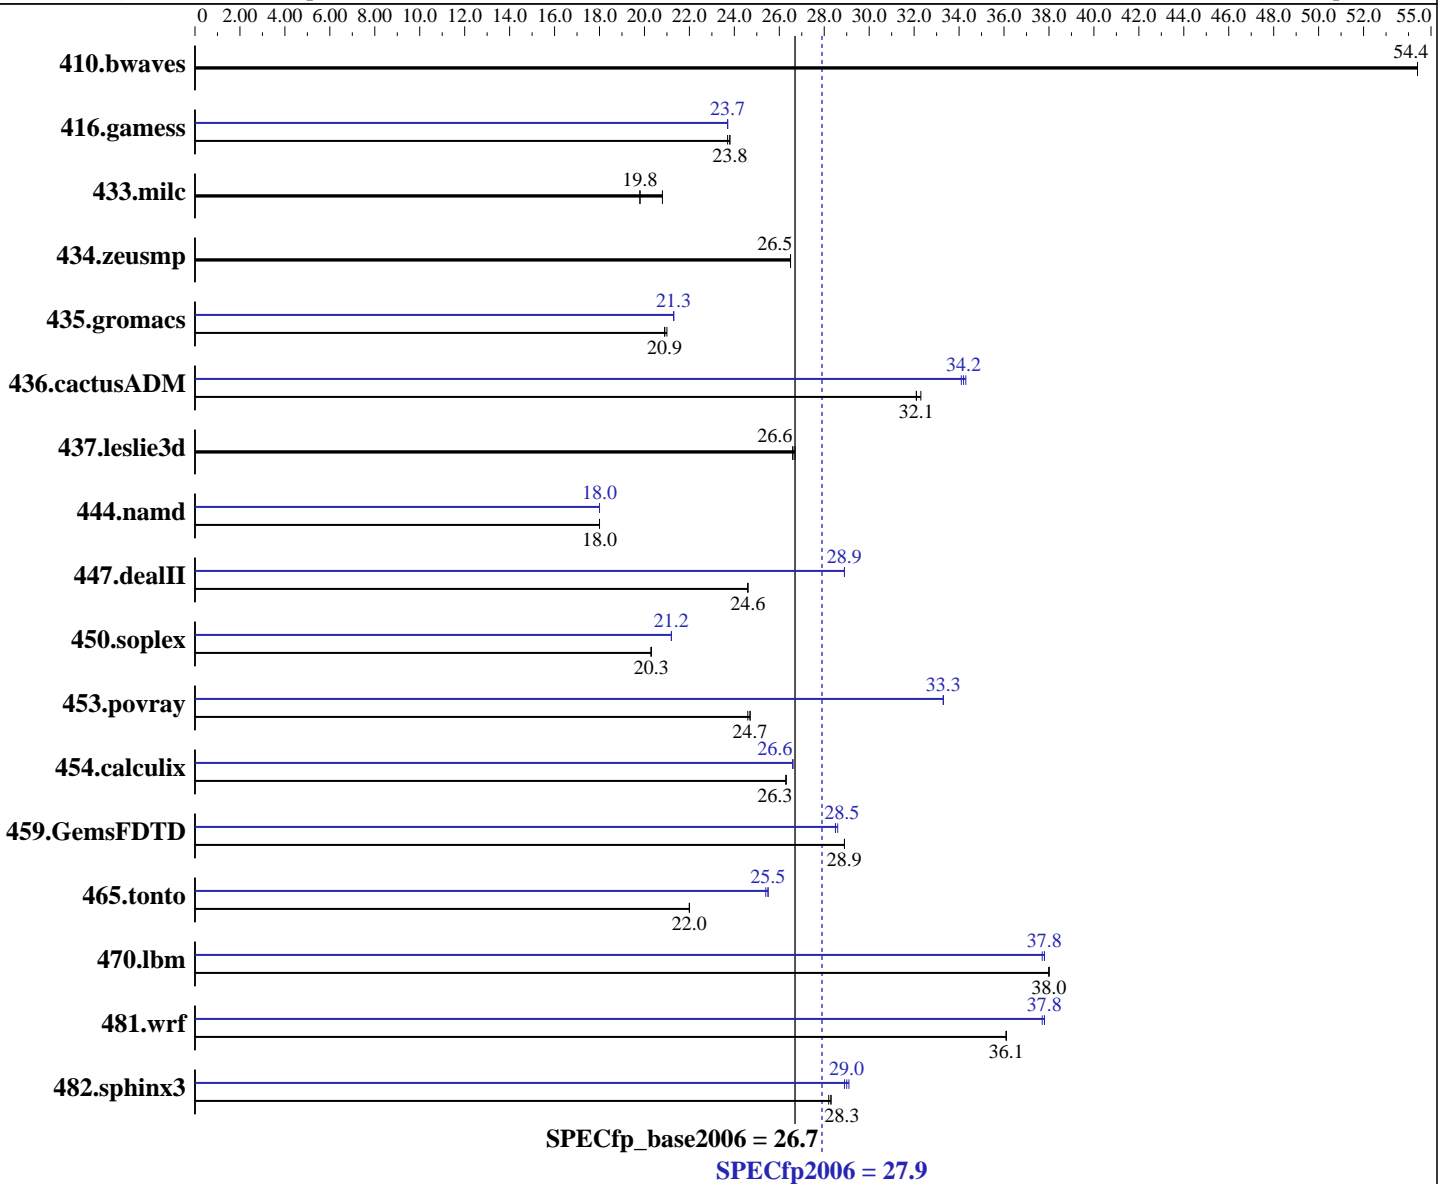 0 2.00 4.00 6.00 8.00 10.0 12.0 14.0 16.0 18.0 20.0 22.0 24.0 26.0 28.0 30.0 32.0 34.0 36.0 38.0 40.0 42.0 44.0 46.0 48.0 50.0 52.0 55.0
54.4
410.bwaves
23.7
416.gamess
23.8
19.8
433.milc
26.5
434.zeusmp
21.3
435.gromacs
20.9
34.2
436.cactusADM
32.1
26.6
437.leslie3d
18.0
444.namd
18.0
28.9
447.dealII
24.6
21.2
450.soplex
20.3
33.3
453.povray
24.7
26.6
454.calculix
26.3
28.5
459.GemsFDTD
28.9
25.5
465.tonto
22.0
37.8
470.lbm
38.0
37.8
481.wrf
36.1
29.0
482.sphinx3
28.3
SPECfp_base2006 = 26.7
SPECfp2006 = 27.9